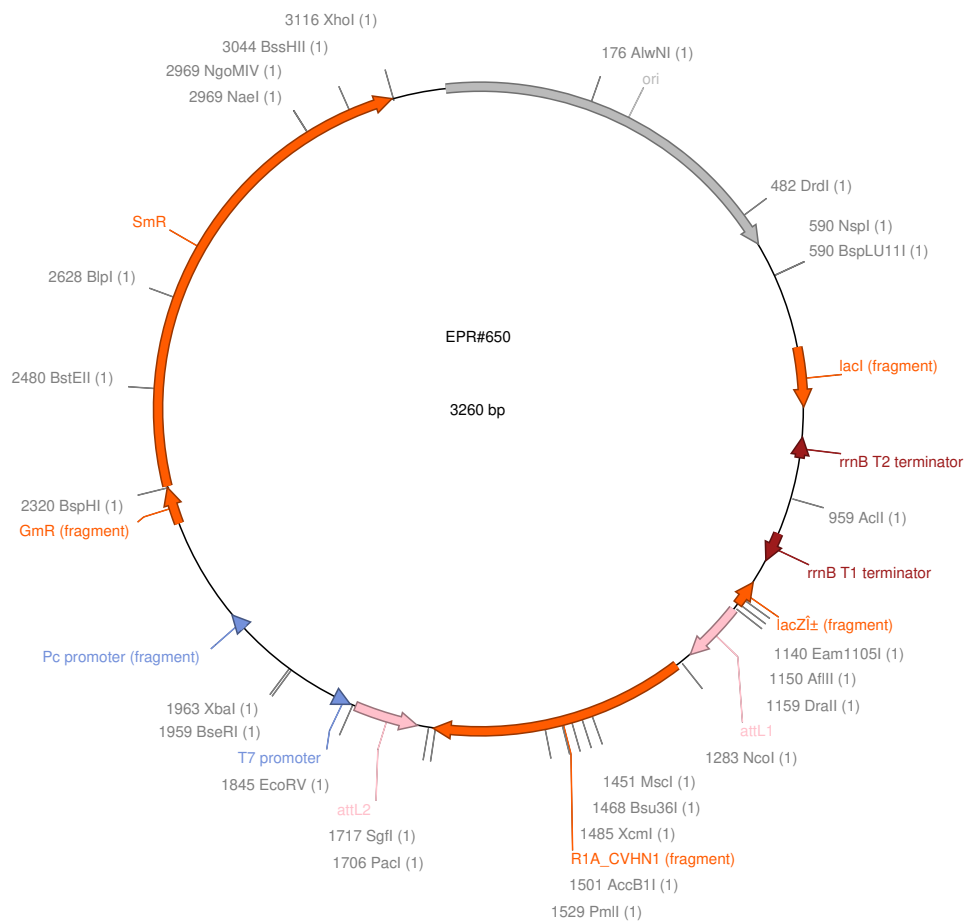 3116 XhoI (1)
3044 BssHII (1)
2969 NgoMIV (1)
2969 NaeI (1)
176 AlwNI (1)
ori
482 DrdI (1)
590 NspI (1)
590 BspLU11I (1)
SmR
2628 BlpI (1)
EPR#650
lacI (fragment)
2480 BstEII (1)
3260 bp
rrnB T2 terminator
2320 BspHI (1)
GmR (fragment)
959 AclI (1)
rrnB T1 terminator
lacZÎ± (fragment)
Pc promoter (fragment)
1140 Eam1105I (1)
1150 AflII (1)
1159 DraII (1)
1963 XbaI (1)
1959 BseRI (1)
attL1
T7 promoter
1283 NcoI (1)
1845 EcoRV (1)
1451 MscI (1)
attL2
1468 Bsu36I (1)
1717 SgfI (1)
1485 XcmI (1)
1706 PacI (1)
R1A_CVHN1 (fragment)
1501 AccB1I (1)
1529 PmlI (1)